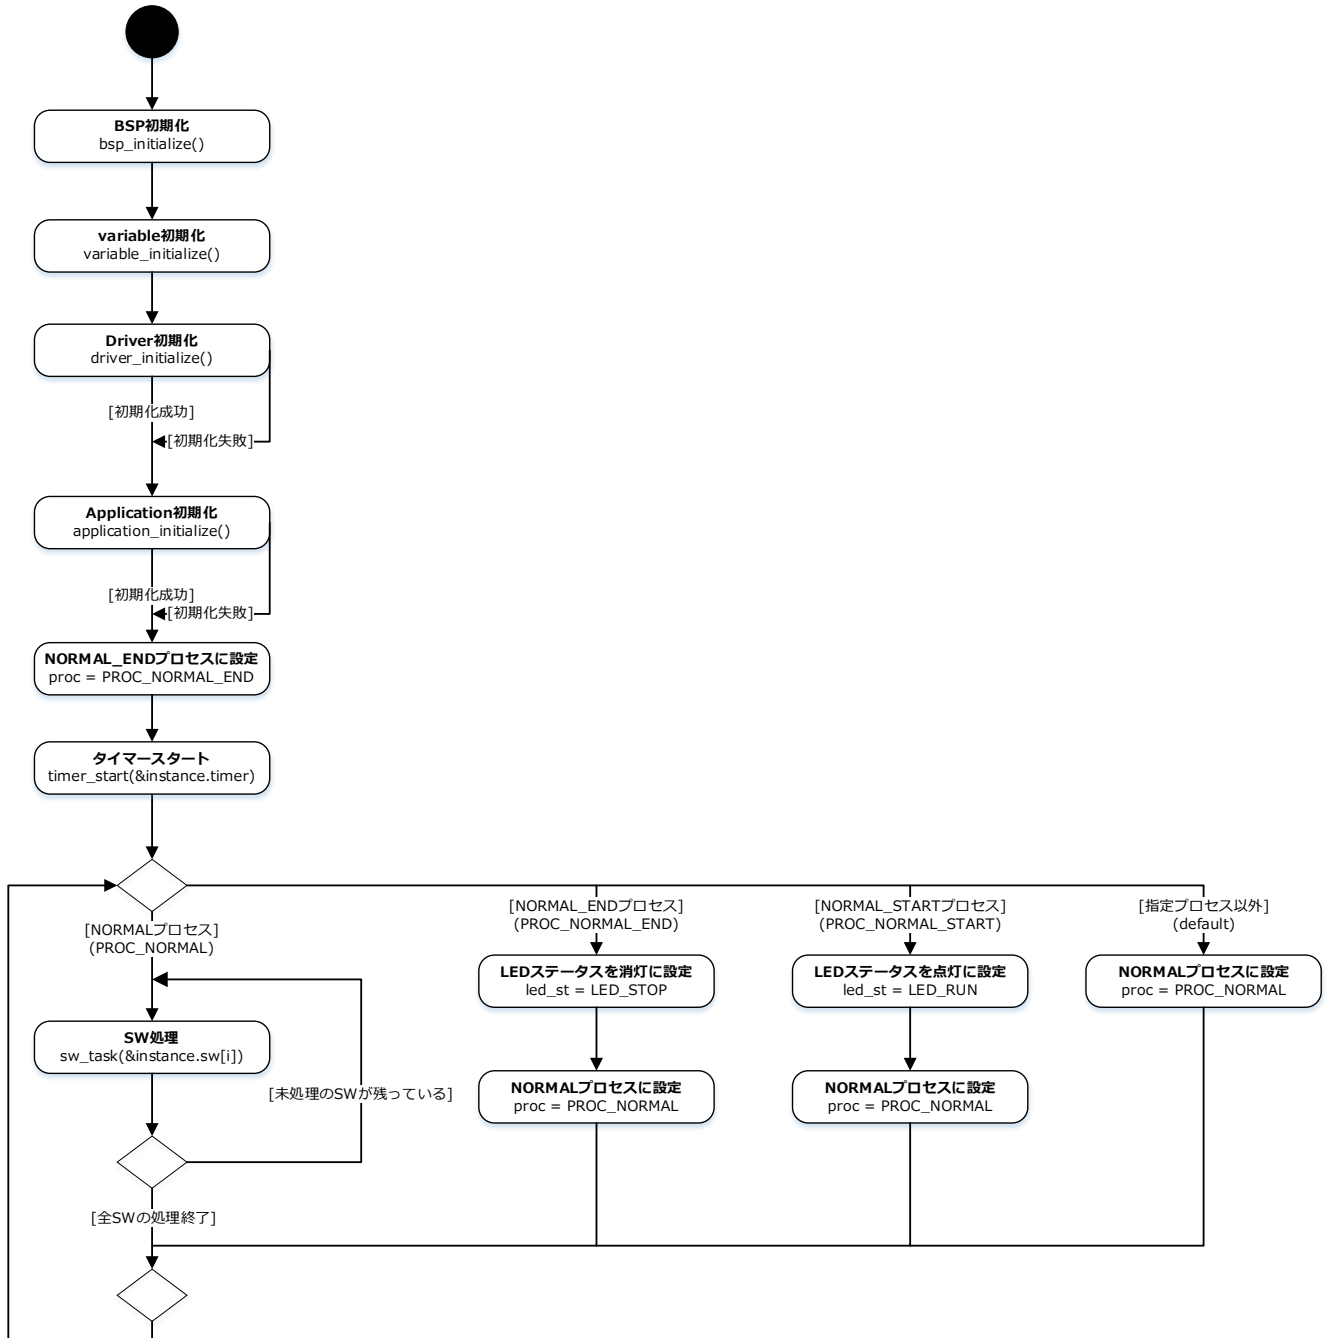 BSP初期化
bsp_initialize()
variable初期化
variable_initialize()
Driver初期化
driver_initialize()
[初期化成功]
[初期化失敗]
Application初期化
application_initialize()
[初期化成功]
[初期化失敗]
NORMAL_ENDプロセスに設定
proc = PROC_NORMAL_END
タイマースタート
timer_start(&instance.timer)
[NORMALプロセス]
(PROC_NORMAL)
[NORMAL_ENDプロセス]
(PROC_NORMAL_END)
[NORMAL_STARTプロセス]
(PROC_NORMAL_START)
[指定プロセス以外]
(default)
LEDステータスを消灯に設定
led_st = LED_STOP
LEDステータスを点灯に設定
led_st = LED_RUN
NORMALプロセスに設定
proc = PROC_NORMAL
SW処理
sw_task(&instance.sw[i])
[未処理のSWが残っている]
NORMALプロセスに設定
proc = PROC_NORMAL
NORMALプロセスに設定
proc = PROC_NORMAL
[全SWの処理終了]